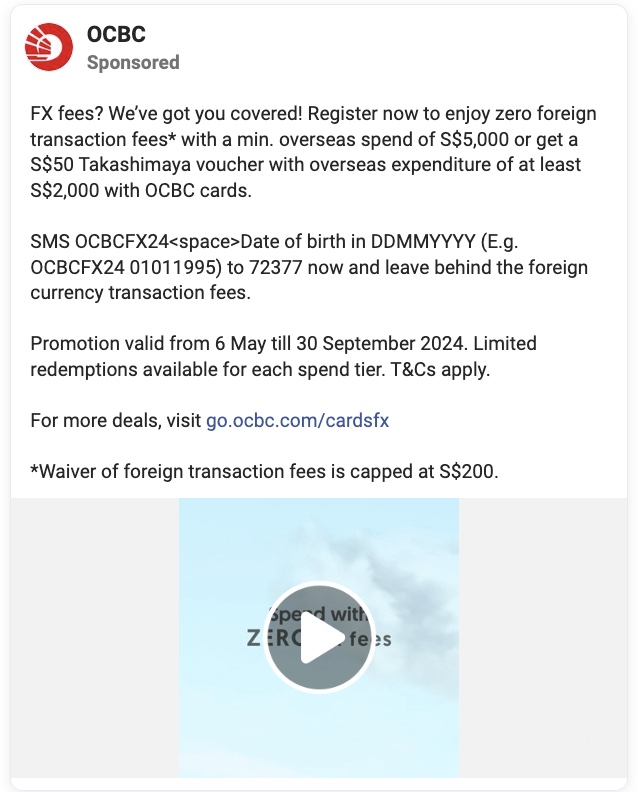 OCBC
Sponsored
FX fees? We’ve got you covered! Register now to enjoy zero foreign
transaction fees* with a min. overseas spend of S$5,000 or get a
S$50 Takashimaya voucher with overseas expenditure of at least
S$2,000 with OCBC cards.
SMS OCBCFX24<space>Date of birth in DDMMYYYY (E.g.
OCBCFX24 01011995) to 72377 now and leave behind the foreign
currency transaction fees.
Promotion valid from 6 May till 30 September 2024. Limited
redemptions available for each spend tier. T&Cs apply.
For more deals, visit go.ocbc.com/cardsfx
*Waiver of foreign transaction fees is capped at S$200.
Spend with
ZERO fees